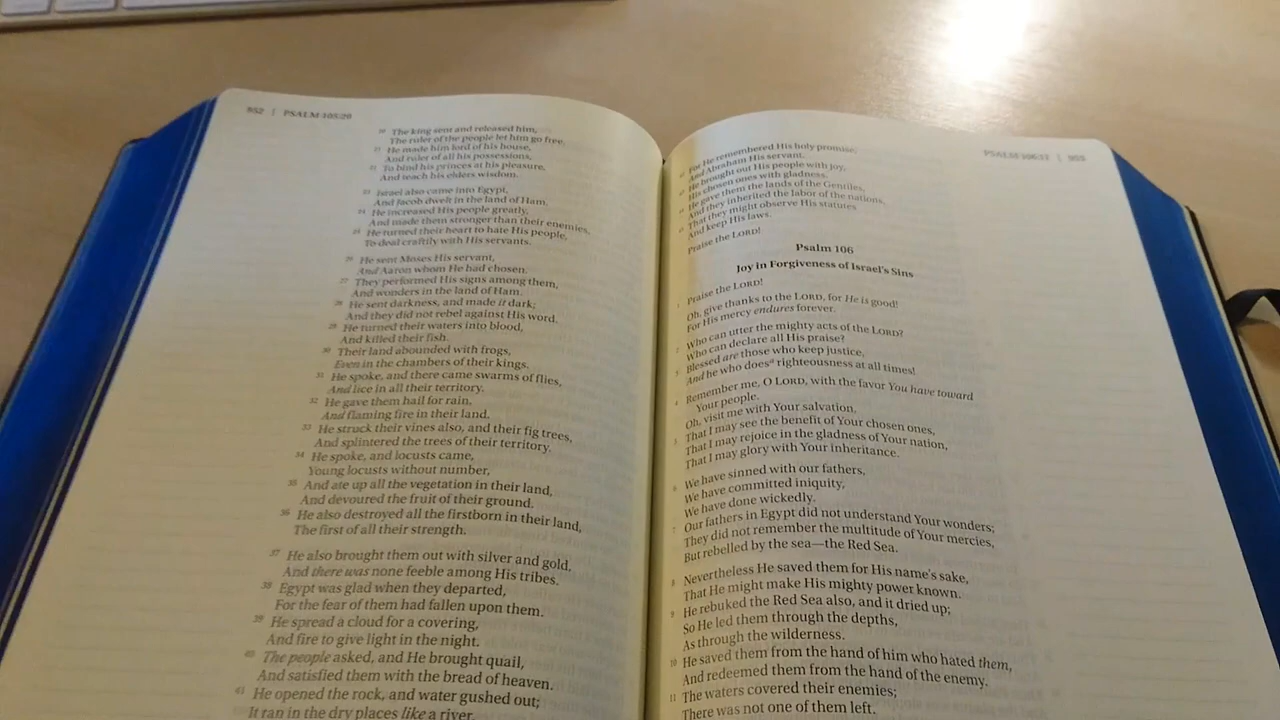 952 | PSALM 105:20
20 The king sent and released him,
The ruler of the people let him go free.
21 He made him lord of his house,
And ruler of all his possessions,
22 To bind his princes at his pleasure,
And teach his elders wisdom.
23 Israel also came into Egypt,
And Jacob dwelt in the land of Ham.
24 He increased His people greatly,
And made them stronger than their enemies.
25 He turned their heart to hate His people,
To deal craftily with His servants.
26 He sent Moses His servant,
And Aaron whom He had chosen.
27 They performed His signs among them,
And wonders in the land of Ham.
28 He sent darkness, and made it dark;
And they did not rebel against His word.
29 He turned their waters into blood,
And killed their fish.
30 Their land abounded with frogs,
Even in the chambers of their kings.
31 He spoke, and there came swarms of flies,
And lice in all their territory.
32 He gave them hail for rain,
And flaming fire in their land.
33 He struck their vines also, and their fig trees,
And splintered the trees of their territory.
34 He spoke, and locusts came,
Young locusts without number,
35 And ate up all the vegetation in their land,
And devoured the fruit of their ground.
36 He also destroyed all the firstborn in their land,
The first of all their strength.
37 He also brought them out with silver and gold,
And there was none feeble among His tribes.
38 Egypt was glad when they departed,
For the fear of them had fallen upon them.
39 He spread a cloud for a covering,
And fire to give light in the night.
40 The people asked, and He brought quail,
And satisfied them with the bread of heaven.
41 He opened the rock, and water gushed out;
It ran in the dry places like a river.
PSALM 106:11 | 953
42 For He remembered His holy promise,
And Abraham His servant.
43 He brought out His people with joy,
His chosen ones with gladness.
44 He gave them the lands of the Gentiles,
And they inherited the labor of the nations,
45 That they might observe His statutes
And keep His laws.
Praise the LORD!
Psalm 106
Joy in Forgiveness of Israel's Sins
1 Praise the LORD!
Oh, give thanks to the LORD, for He is good!
For His mercy endures forever.
2 Who can utter the mighty acts of the LORD?
Who can declare all His praise?
3 Blessed are those who keep justice,
And he who does a righteousness at all times!
4 Remember me, O LORD, with the favor You have toward
Your people.
Oh, visit me with Your salvation,
5 That I may see the benefit of Your chosen ones,
That I may rejoice in the gladness of Your nation,
That I may glory with Your inheritance.
6 We have sinned with our fathers,
We have committed iniquity,
We have done wickedly.
7 Our fathers in Egypt did not understand Your wonders;
They did not remember the multitude of Your mercies,
But rebelled by the sea—the Red Sea.
8 Nevertheless He saved them for His name's sake,
That He might make His mighty power known.
9 He rebuked the Red Sea also, and it dried up;
So He led them through the depths,
As through the wilderness.
10 He saved them from the hand of him who hated them,
And redeemed them from the hand of the enemy.
11 The waters covered their enemies;
There was not one of them left.